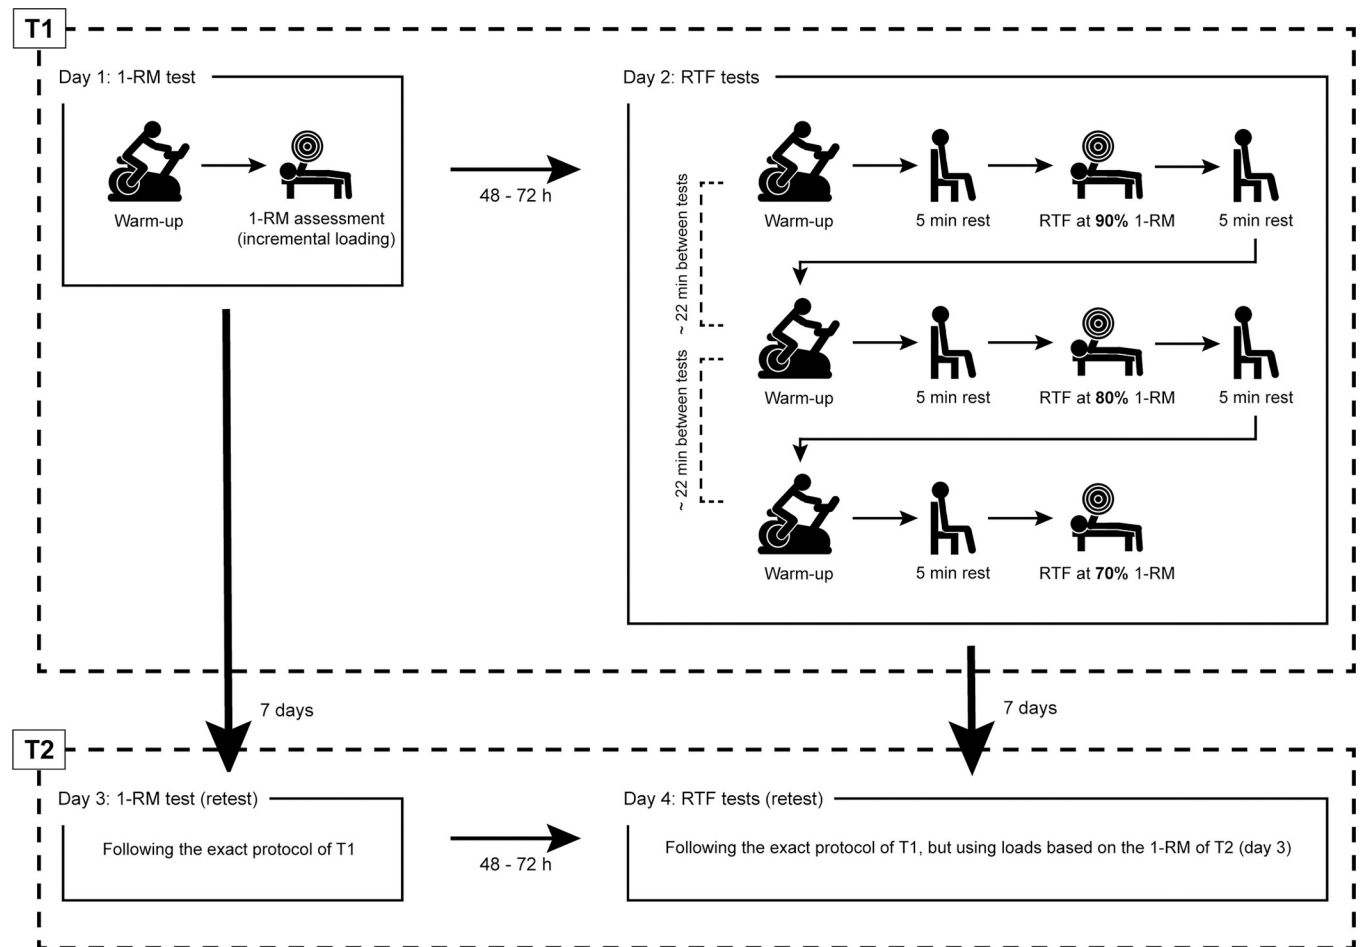 T1
Day 1: 1-RM test
Warm-up
1-RM assessment
(incremental loading)
48 - 72 h
Day 2: RTF tests
Warm-up
5 min rest
RTF at 90% 1-RM
5 min rest
~ 22 min between tests
Warm-up
5 min rest
RTF at 80% 1-RM
5 min rest
~ 22 min between tests
Warm-up
5 min rest
RTF at 70% 1-RM
7 days
7 days
T2
Day 3: 1-RM test (retest)
Following the exact protocol of T1
48 - 72 h
Day 4: RTF tests (retest)
Following the exact protocol of T1, but using loads based on the 1-RM of T2 (day 3)